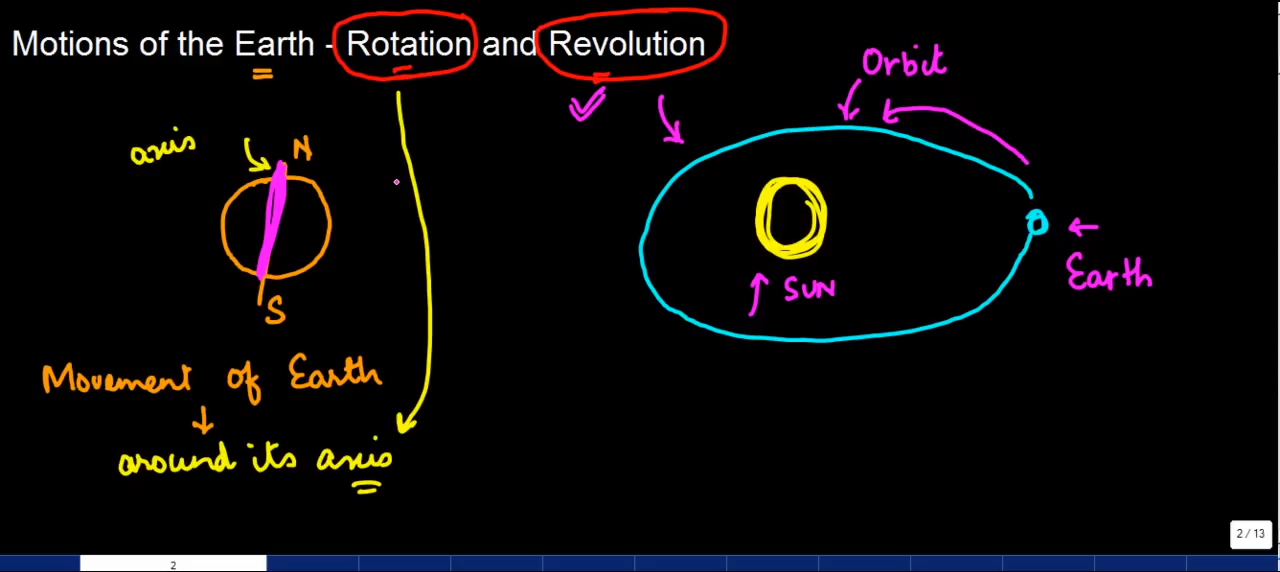 Motions of the Earth - Rotation and Revolution
Orbit
axis
N
S
SUN
Earth
Movement of Earth
around its axis
2 / 13
2